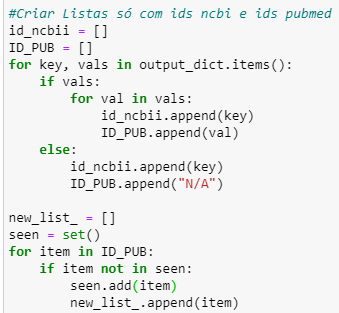 #Criar Listas só com ids ncbi e ids pubmed
id_ncbii = []
ID_PUB = []
for key, vals in output_dict.items():
    if vals:
        for val in vals:
            id_ncbii.append(key)
            ID_PUB.append(val)
    else:
        id_ncbii.append(key)
        ID_PUB.append("N/A")

new_list_ = []
seen = set()
for item in ID_PUB:
    if item not in seen:
        seen.add(item)
        new_list_.append(item)